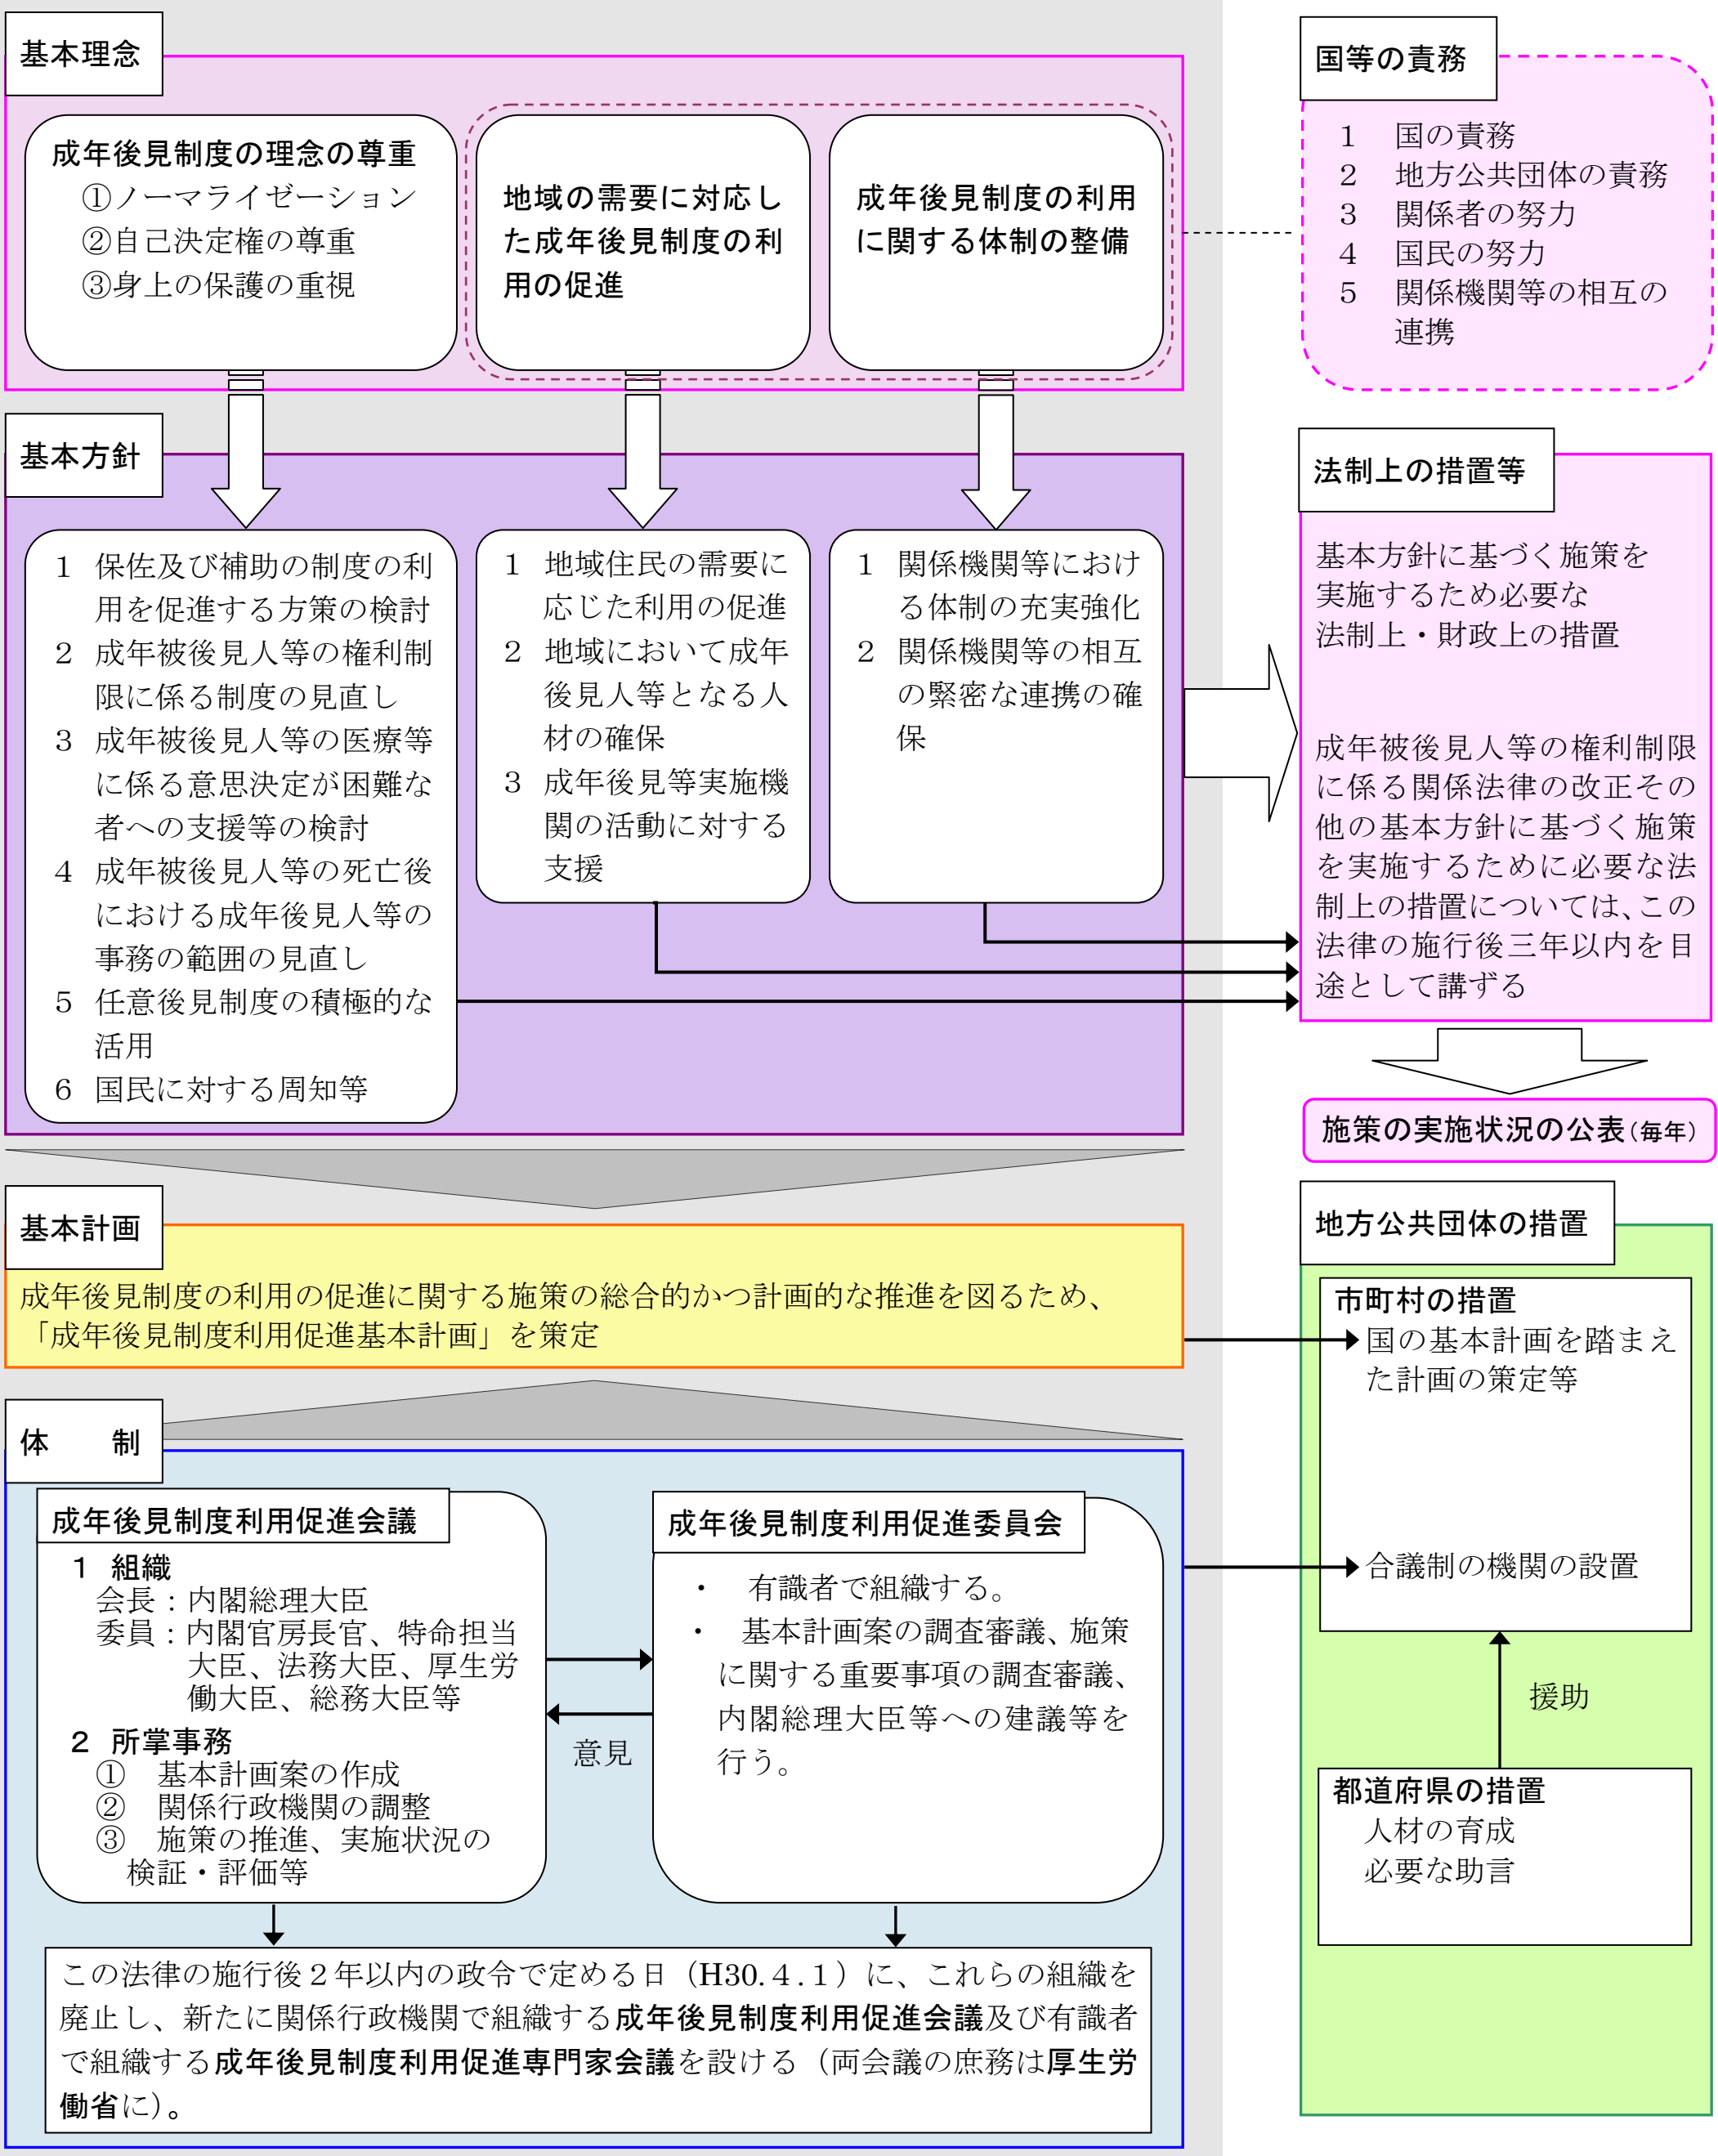 基本理念
成年後見制度の理念の尊重
①ノーマライゼーション
②自己決定権の尊重
③身上の保護の重視
地域の需要に対応し
た成年後見制度の利
用の促進
成年後見制度の利用
に関する体制の整備
国等の責務
1 国の責務
2 地方公共団体の責務
3 関係者の努力
4 国民の努力
5 関係機関等の相互の
連携
基本方針
1 保佐及び補助の制度の利
用を促進する方策の検討
2 成年被後見人等の権利制
限に係る制度の見直し
3 成年被後見人等の医療等
に係る意思決定が困難な
者への支援等の検討
4 成年被後見人等の死亡後
における成年後見人等の
事務の範囲の見直し
5 任意後見制度の積極的な
活用
6 国民に対する周知等
1 地域住民の需要に
応じた利用の促進
2 地域において成年
後見人等となる人
材の確保
3 成年後見等実施機
関の活動に対する
支援
1 関係機関等におけ
る体制の充実強化
2 関係機関等の相互
の緊密な連携の確
保
法制上の措置等
基本方針に基づく施策を
実施するため必要な
法制上・財政上の措置
成年被後見人等の権利制限
に係る関係法律の改正その
他の基本方針に基づく施策
を実施するために必要な法
制上の措置については、この
法律の施行後三年以内を目
途として講ずる
施策の実施状況の公表(毎年)
基本計画
成年後見制度の利用の促進に関する施策の総合的かつ計画的な推進を図るため、
「成年後見制度利用促進基本計画」を策定
地方公共団体の措置
市町村の措置
国の基本計画を踏まえ
た計画の策定等
合議制の機関の設置
援助
都道府県の措置
人材の育成
必要な助言
体 制
成年後見制度利用促進会議
1 組織
会長:内閣総理大臣
委員:内閣官房長官、特命担当
大臣、法務大臣、厚生労
働大臣、総務大臣等
2 所掌事務
① 基本計画案の作成
② 関係行政機関の調整
③ 施策の推進、実施状況の
検証・評価等
意見
成年後見制度利用促進委員会
・ 有識者で組織する。
・ 基本計画案の調査審議、施策
に関する重要事項の調査審議、
内閣総理大臣等への建議等を
行う。
この法律の施行後2年以内の政令で定める日(H30.4.1)に、これらの組織を
廃止し、新たに関係行政機関で組織する成年後見制度利用促進会議及び有識者
で組織する成年後見制度利用促進専門家会議を設ける(両会議の庶務は厚生労
働省に)。